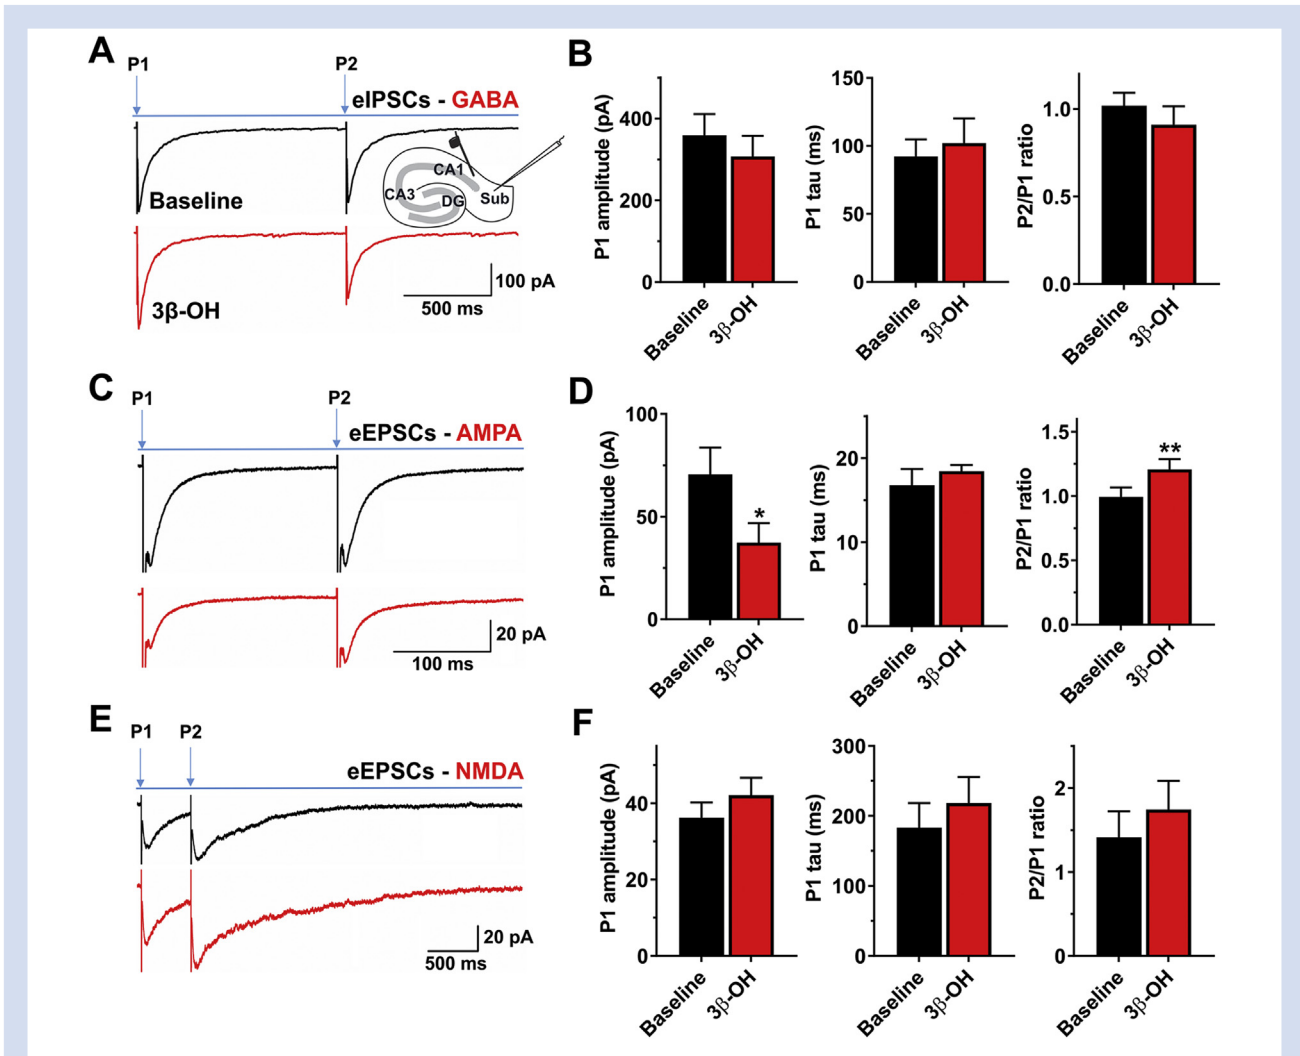 A
P1
P2
eIPSCs - GABA
Baseline
CA1
CA3
DG
Sub
3β-OH
100 pA
500 ms
B
P1 amplitude (pA)
400
200
0
Baseline
3β-OH
P1 tau (ms)
150
100
50
0
Baseline
3β-OH
P2/P1 ratio
1.0
0.5
0.0
Baseline
3β-OH
C
P1
P2
eEPSCs - AMPA
20 pA
100 ms
D
P1 amplitude (pA)
100
50
0
*
Baseline
3β-OH
P1 tau (ms)
20
10
0
Baseline
3β-OH
P2/P1 ratio
1.5
1.0
0.5
0.0
**
Baseline
3β-OH
E
P1
P2
eEPSCs - NMDA
20 pA
500 ms
F
P1 amplitude (pA)
40
20
0
Baseline
3β-OH
P1 tau (ms)
300
200
100
0
Baseline
3β-OH
P2/P1 ratio
2
1
0
Baseline
3β-OH